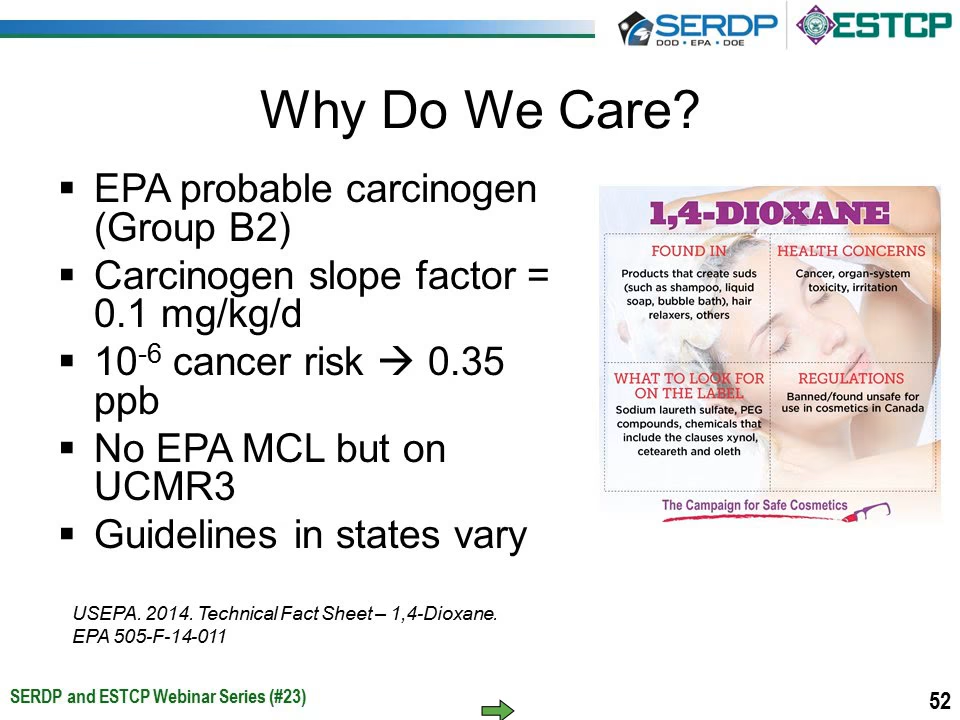 SERDP
DOD • EPA • DOE
ESTCP
Why Do We Care?
▪ EPA probable carcinogen
(Group B2)
▪ Carcinogen slope factor =
0.1 mg/kg/d
▪ 10⁻⁶ cancer risk → 0.35
ppb
▪ No EPA MCL but on
UCMR3
▪ Guidelines in states vary
1,4-DIOXANE
FOUND IN
Products that create suds
(such as shampoo, liquid
soap, bubble bath), hair
relaxers, others
HEALTH CONCERNS
Cancer, organ-system
toxicity, irritation
WHAT TO LOOK FOR
ON THE LABEL
Sodium laureth sulfate, PEG
compounds, chemicals that
include the clauses xynol,
ceteareth and oleth
REGULATIONS
Banned/found unsafe for
use in cosmetics in Canada
The Campaign for Safe Cosmetics
USEPA. 2014. Technical Fact Sheet – 1,4-Dioxane.
EPA 505-F-14-011
SERDP and ESTCP Webinar Series (#23)
52